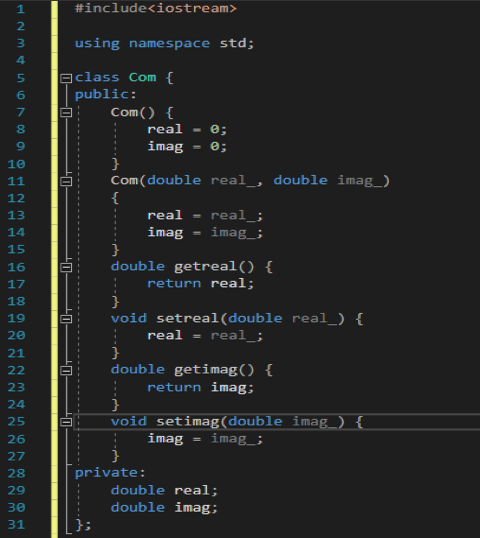 1 #include<iostream>
2
3 using namespace std;
4
5 class Com {
6 public:
7 Com() {
8 real = 0;
9 imag = 0;
10 }
11 Com(double real_, double imag_)
12 {
13 real = real_;
14 imag = imag_;
15 }
16 double getreal() {
17 return real;
18 }
19 void setreal(double real_) {
20 real = real_;
21 }
22 double getimag() {
23 return imag;
24 }
25 void setimag(double imag_) {
26 imag = imag_;
27 }
28 private:
29 double real;
30 double imag;
31 };